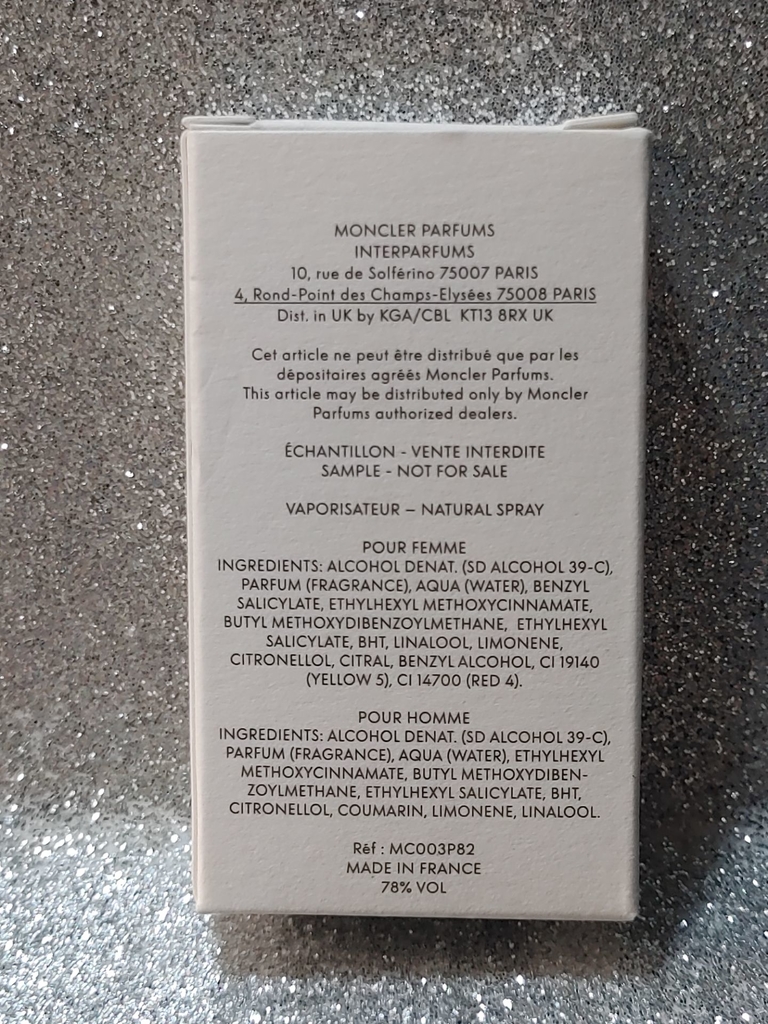 MONCLER PARFUMS
INTERPARFUMS
10, rue de Solférino 75007 PARIS
4, Rond-Point des Champs-Elysées 75008 PARIS
Dist. in UK by KGA/CBL KT13 8RX UK
Cet article ne peut être distribué que par les
dépositaires agréés Moncler Parfums.
This article may be distributed only by Moncler
Parfums authorized dealers.
ÉCHANTILLON - VENTE INTERDITE
SAMPLE - NOT FOR SALE
VAPORISATEUR – NATURAL SPRAY
POUR FEMME
INGREDIENTS: ALCOHOL DENAT. (SD ALCOHOL 39-C),
PARFUM (FRAGRANCE), AQUA (WATER), BENZYL
SALICYLATE, ETHYLHEXYL METHOXYCINNAMATE,
BUTYL METHOXYDIBENZOYLMETHANE, ETHYLHEXYL
SALICYLATE, BHT, LINALOOL, LIMONENE,
CITRONELLOL, CITRAL, BENZYL ALCOHOL, CI 19140
(YELLOW 5), CI 14700 (RED 4).
POUR HOMME
INGREDIENTS: ALCOHOL DENAT. (SD ALCOHOL 39-C),
PARFUM (FRAGRANCE), AQUA (WATER), ETHYLHEXYL
METHOXYCINNAMATE, BUTYL METHOXYDIBEN-
ZOYLMETHANE, ETHYLHEXYL SALICYLATE, BHT,
CITRONELLOL, COUMARIN, LIMONENE, LINALOOL.
Réf : MC003P82
MADE IN FRANCE
78% VOL